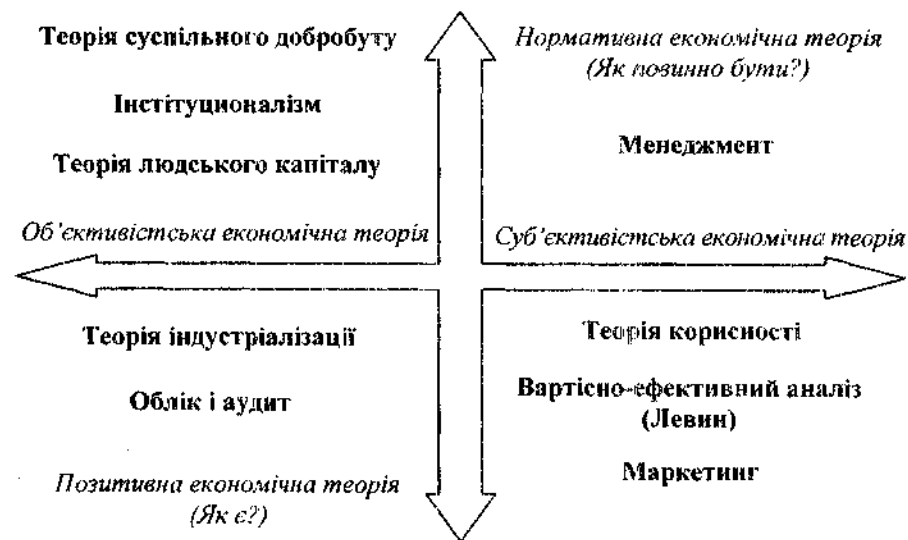 Теорія суспільного добробуту
Інституционалізм
Теорія людського капіталу
Об’єктивістська економічна теорія
Нормативна економічна теорія
(Як повинно бути?)
Менеджмент
Суб’єктивістська економічна теорія
Теорія індустріалізації
Облік і аудит
Позитивна економічна теорія
(Як є?)
Теорія корисності
Вартісно-ефективний аналіз
(Левин)
Маркетинг